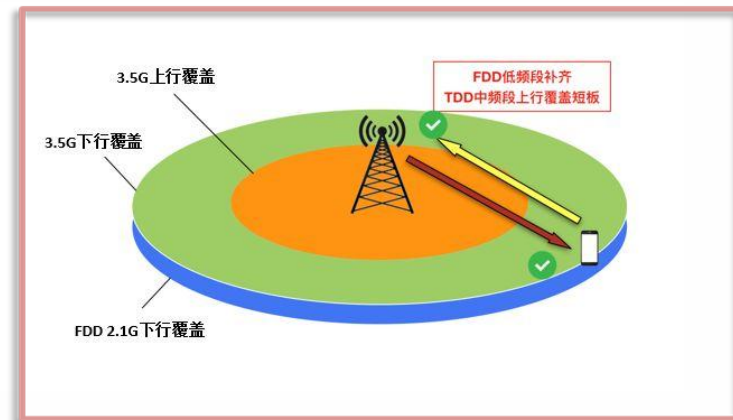 3.5G上行覆盖
FDD低频段补齐
TDD中频段上行覆盖短板
3.5G下行覆盖
FDD 2.1G下行覆盖